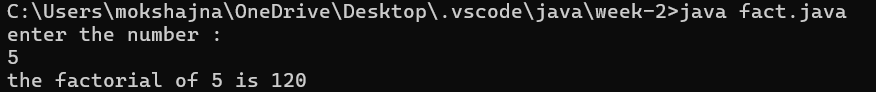 C:\Users\mokshajna\OneDrive\Desktop\.vscode\java\week-2>java fact.java
enter the number :
5
the factorial of 5 is 120